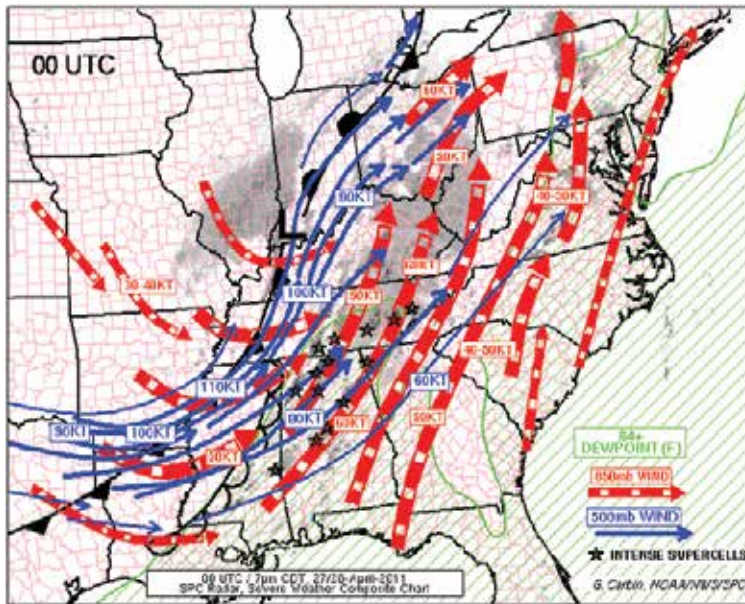 00 UTC
60KT
50KT
90KT
40-50KT
30-40KT
100KT
50KT
60KT
110KT
40-50KT
60KT
90KT
100KT
80KT
60KT
50KT
50KT
64+
DEWPOINT (F)
850mb WIND
500mb WIND
INTENSE SUPERCELLS
00 UTC / 7pm CDT, 27/28-April-2011
SPC Radar, Severe Weather Composite Chart
G. Carbin, NOAA/NWS/SPC